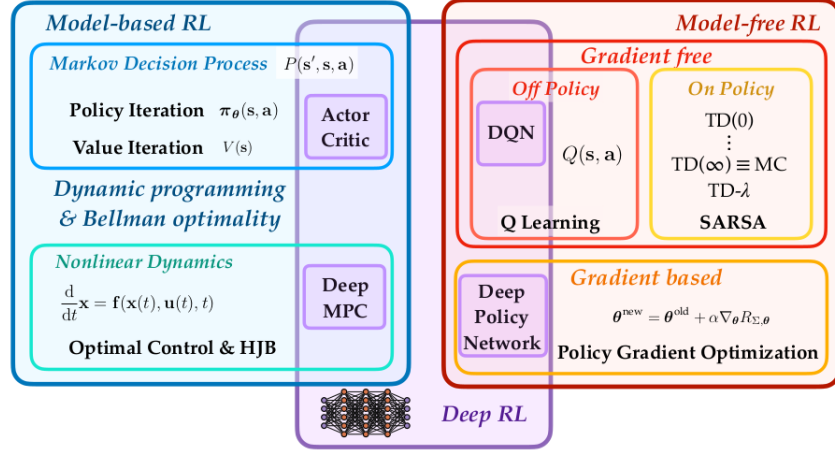 Model-based RL
Markov Decision Process P(s′, s, a)
Policy Iteration π_θ(s, a)
Value Iteration V(s)
Actor
Critic
Dynamic programming
& Bellman optimality
Nonlinear Dynamics
d/dt x = f(x(t), u(t), t)
Optimal Control & HJB
Deep
MPC
Model-free RL
Gradient free
Off Policy
DQN
Q(s, a)
Q Learning
On Policy
TD(0)
⋮
TD(∞) ≡ MC
TD-λ
SARSA
Gradient based
Deep
Policy
Network
θ^new = θ^old + α∇_θ R_Σ,θ
Policy Gradient Optimization
Deep RL